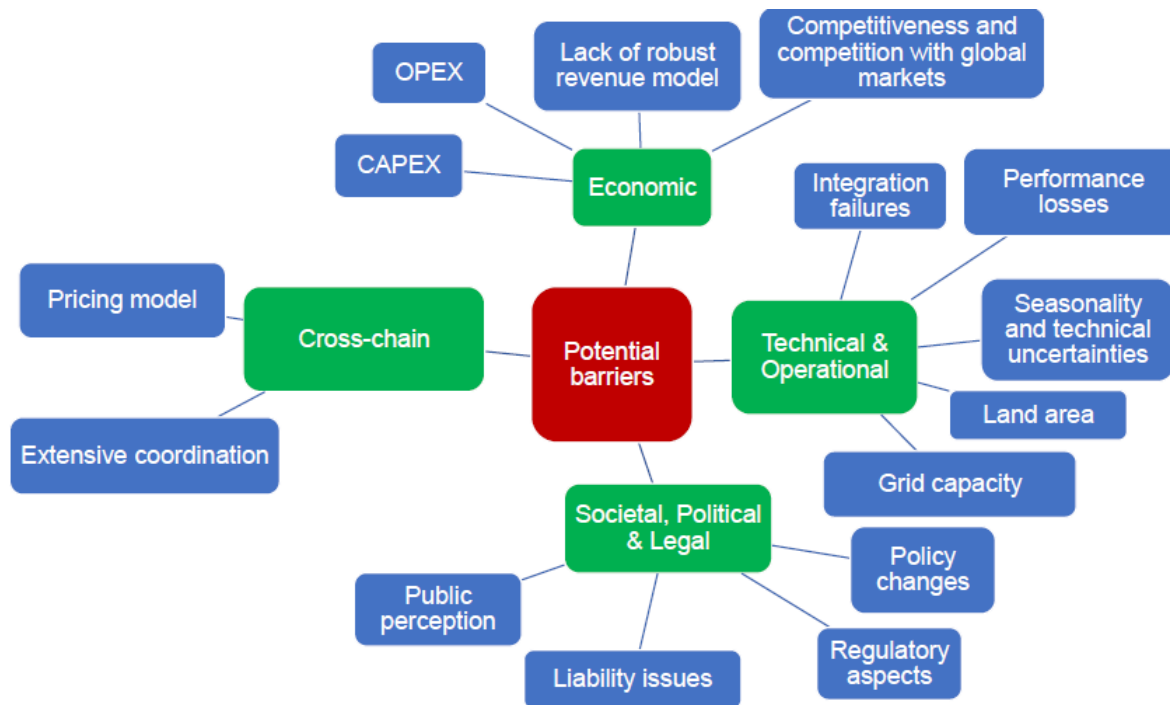 OPEX
Lack of robust
revenue model
Competitiveness and
competition with global
markets
CAPEX
Economic
Integration
failures
Performance
losses
Pricing model
Cross-chain
Potential
barriers
Technical &
Operational
Seasonality
and technical
uncertainties
Land area
Extensive coordination
Grid capacity
Societal, Political
& Legal
Policy
changes
Public
perception
Liability issues
Regulatory
aspects